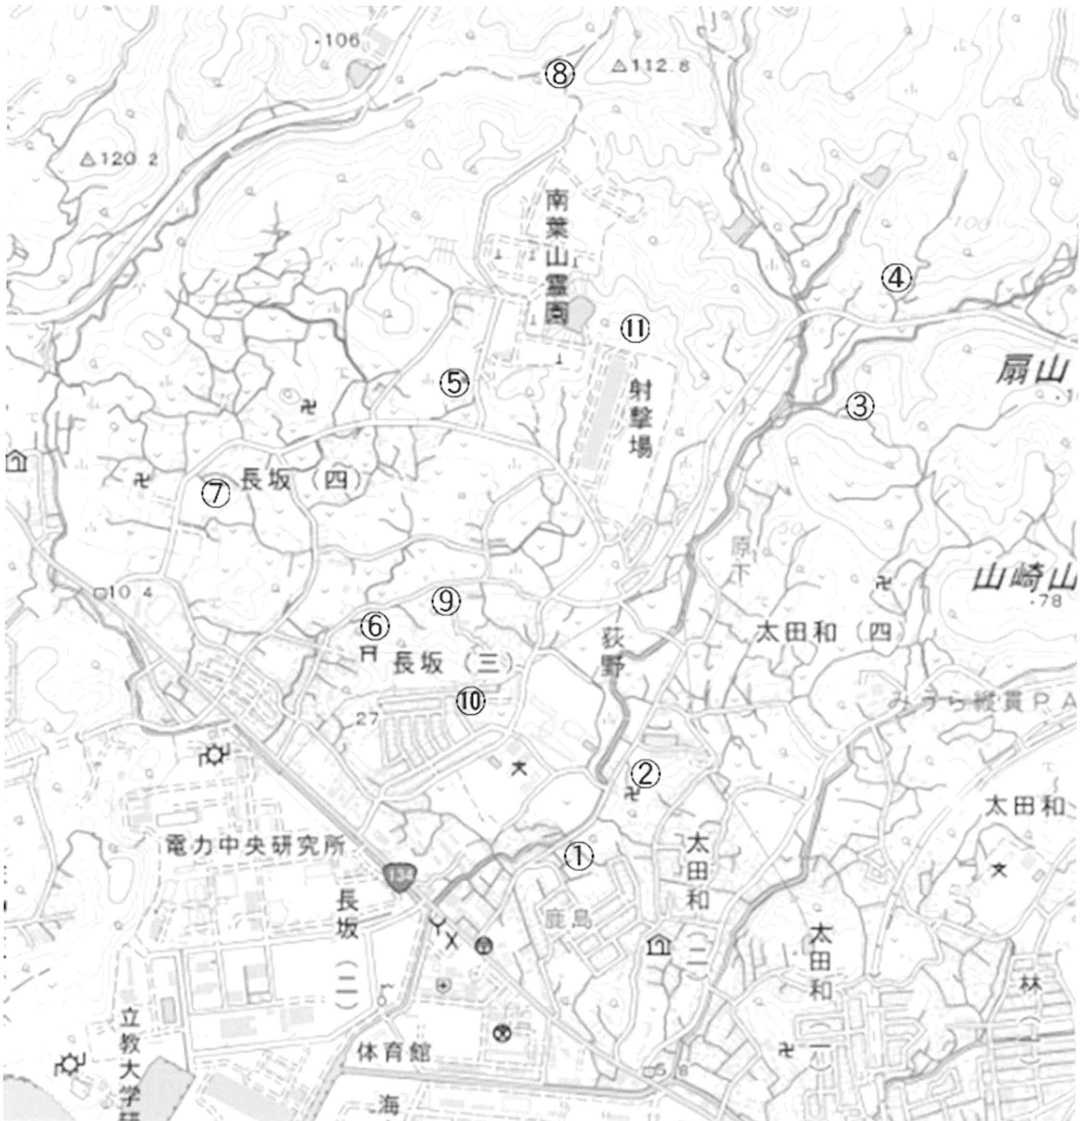 ⑧
106
112.8
120.2
南葉山霊園
④
⑪
扇山
⑤
射撃場
③
長坂(四)
⑦
原下
10.4
山崎山
78
⑨
⑥
荻野
太田和(四)
長坂(三)
⑩
みうら縦貫PA
27
②
太田和
電力中央研究所
①
太田和(二)
134
長坂(二)
鹿島
太田和(一)
林
立教大学研
体育館
5.8
海